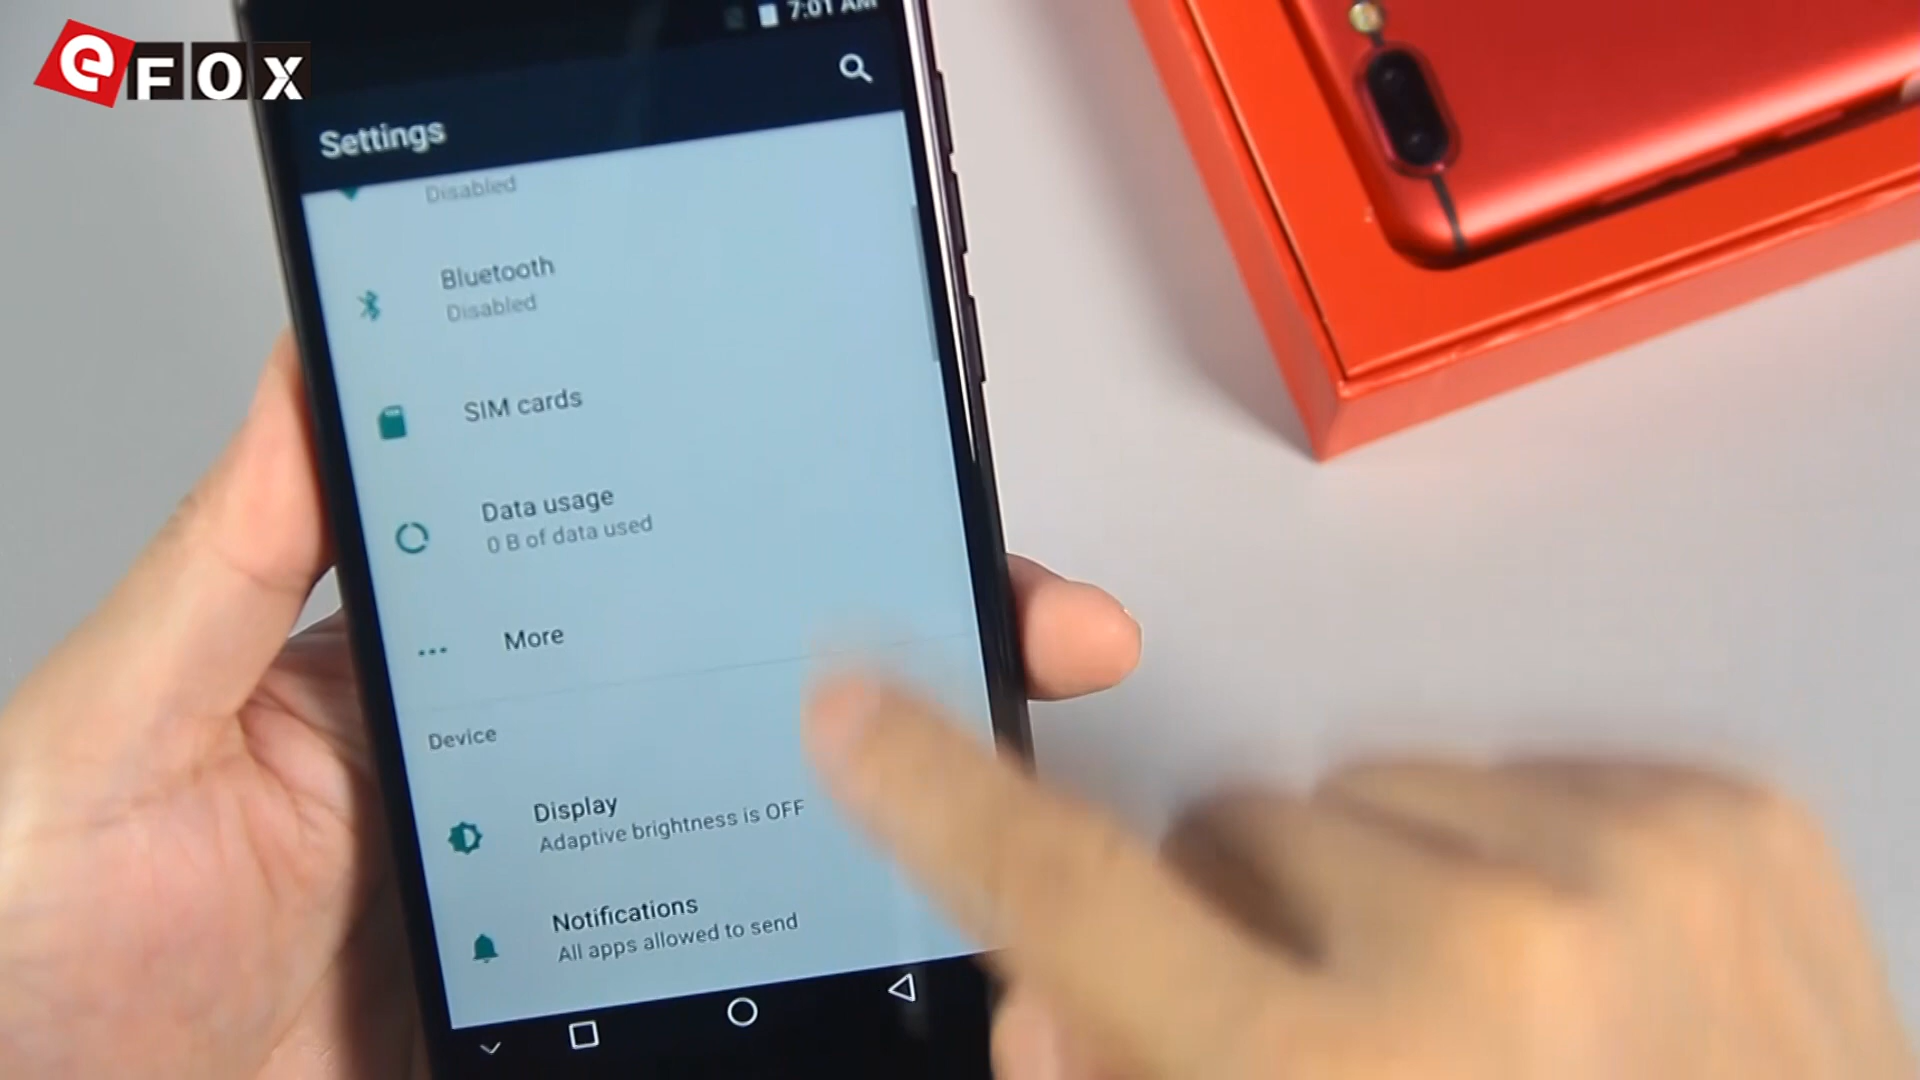 eFOX
7:01 AM
Settings
Disabled
Bluetooth
Disabled
SIM cards
Data usage
0 B of data used
More
Device
Display
Adaptive brightness is OFF
Notifications
All apps allowed to send